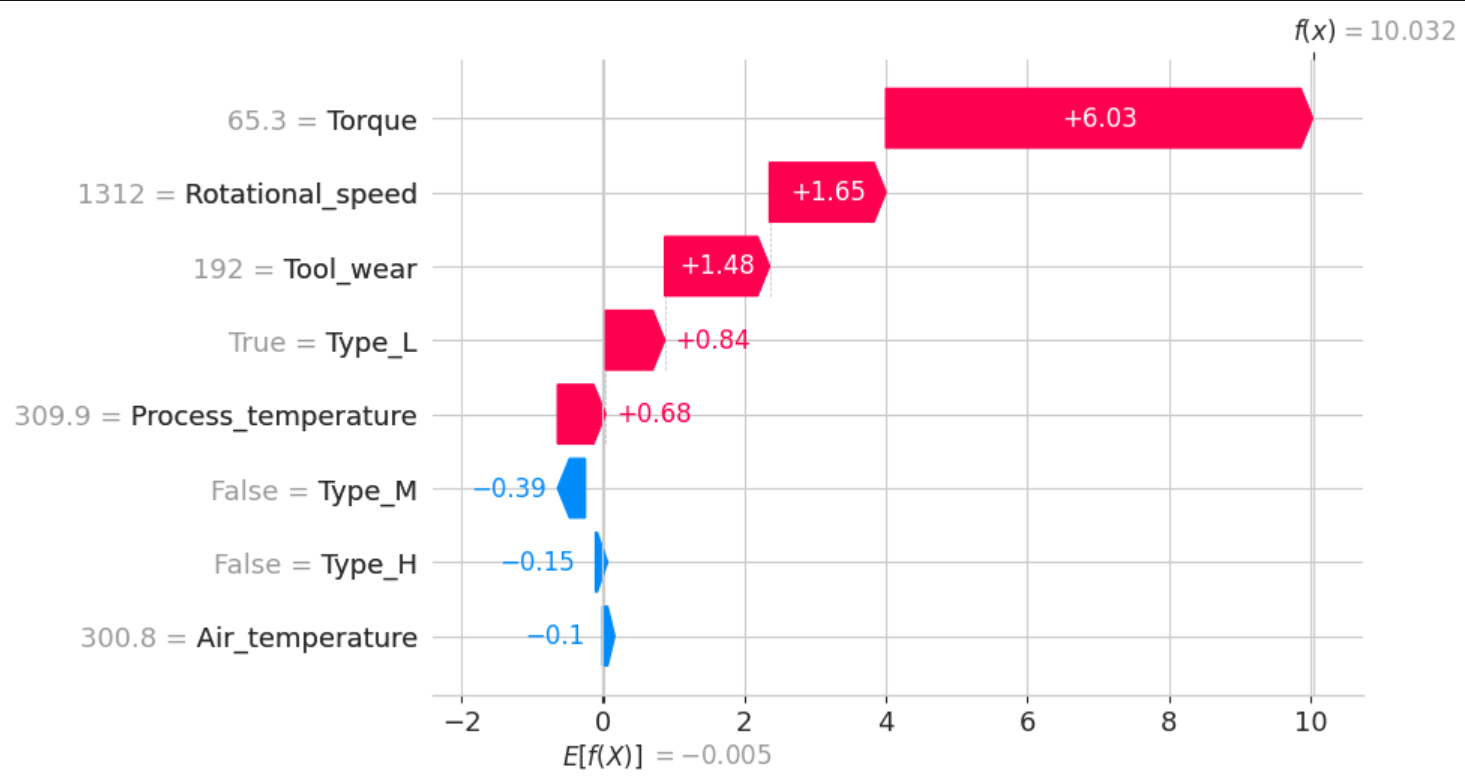 f(x) = 10.032
65.3 = Torque +6.03
1312 = Rotational_speed +1.65
192 = Tool_wear +1.48
True = Type_L +0.84
309.9 = Process_temperature +0.68
False = Type_M −0.39
False = Type_H −0.15
300.8 = Air_temperature −0.1
−2 0 2 4 6 8 10
E[f(X)] = −0.005